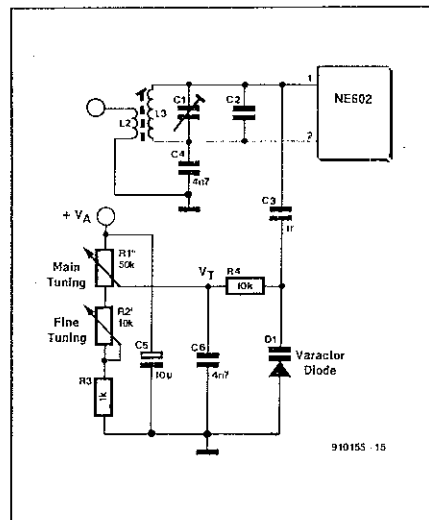 1
NE602
C1
C2
L2
L3
2
C4
4n7
C3
1n
+ VA
R1*
50k
Main
Tuning
VT
R4
10k
Fine
Tuning
R2*
10k
C5
10µ
C6
4n7
D1
Varactor
Diode
R3
1k
910155 - 15